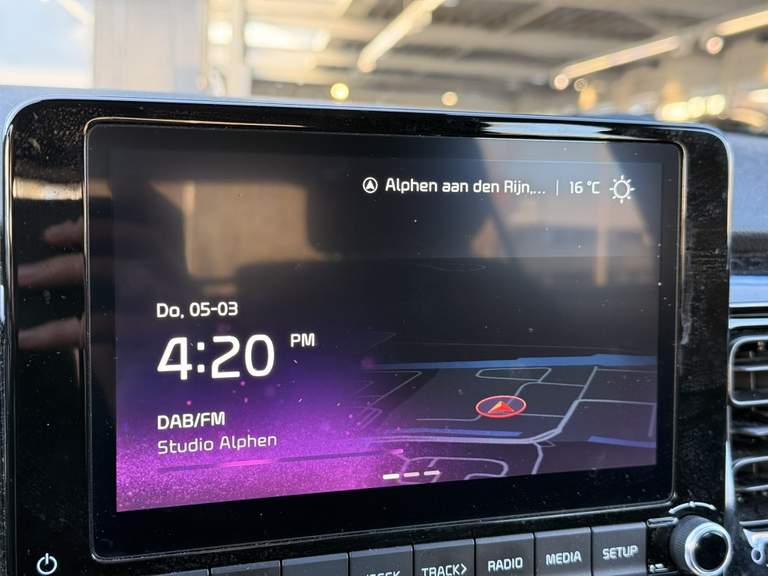 Alphen aan den Rijn,... | 16 °C
Do, 05-03
4:20 PM
DAB/FM
Studio Alphen
TRACK>
RADIO
MEDIA
SETUP